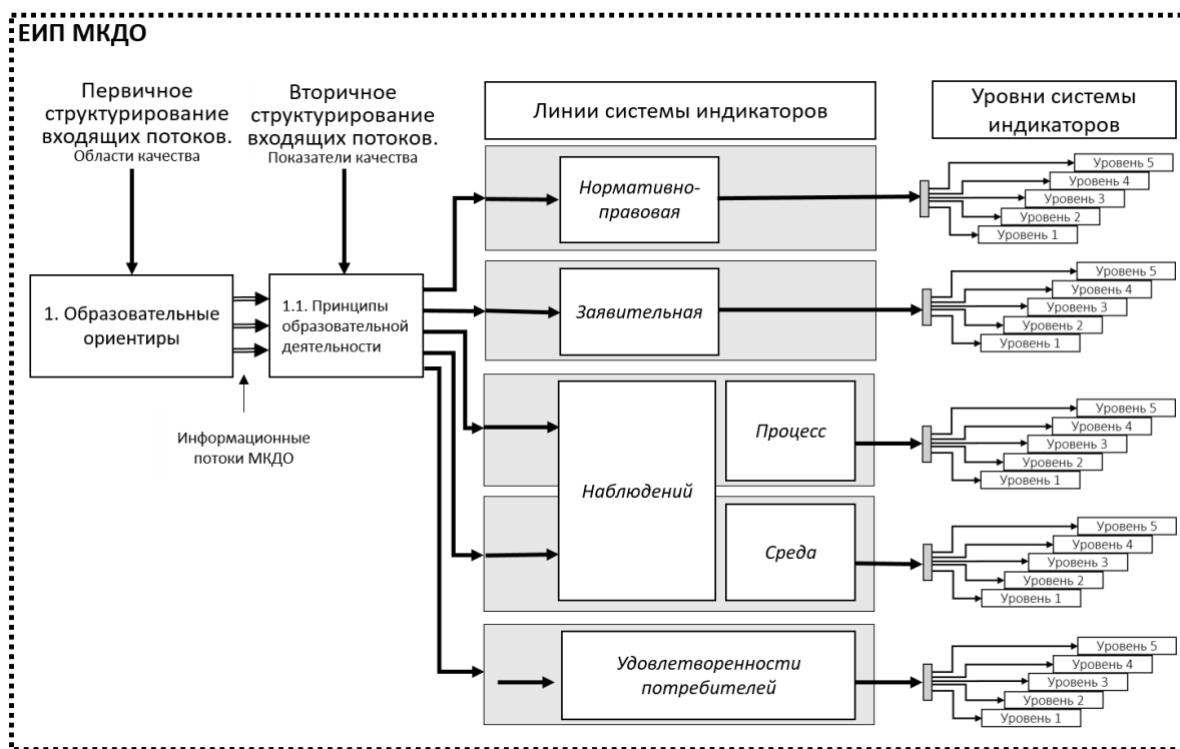 ЕИП МКДО
Первичное
структурирование
входящих потоков.
Области качества
Вторичное
структурирование
входящих потоков.
Показатели качества
Линии системы индикаторов
Уровни системы
индикаторов
1. Образовательные
ориентиры
1.1. Принципы
образовательной
деятельности
Информационные
потоки МКДО
Нормативно-
правовая
Уровень 5
Уровень 4
Уровень 3
Уровень 2
Уровень 1
Заявительная
Уровень 5
Уровень 4
Уровень 3
Уровень 2
Уровень 1
Наблюдений
Процесс
Уровень 5
Уровень 4
Уровень 3
Уровень 2
Уровень 1
Среда
Уровень 5
Уровень 4
Уровень 3
Уровень 2
Уровень 1
Удовлетворенности
потребителей
Уровень 5
Уровень 4
Уровень 3
Уровень 2
Уровень 1